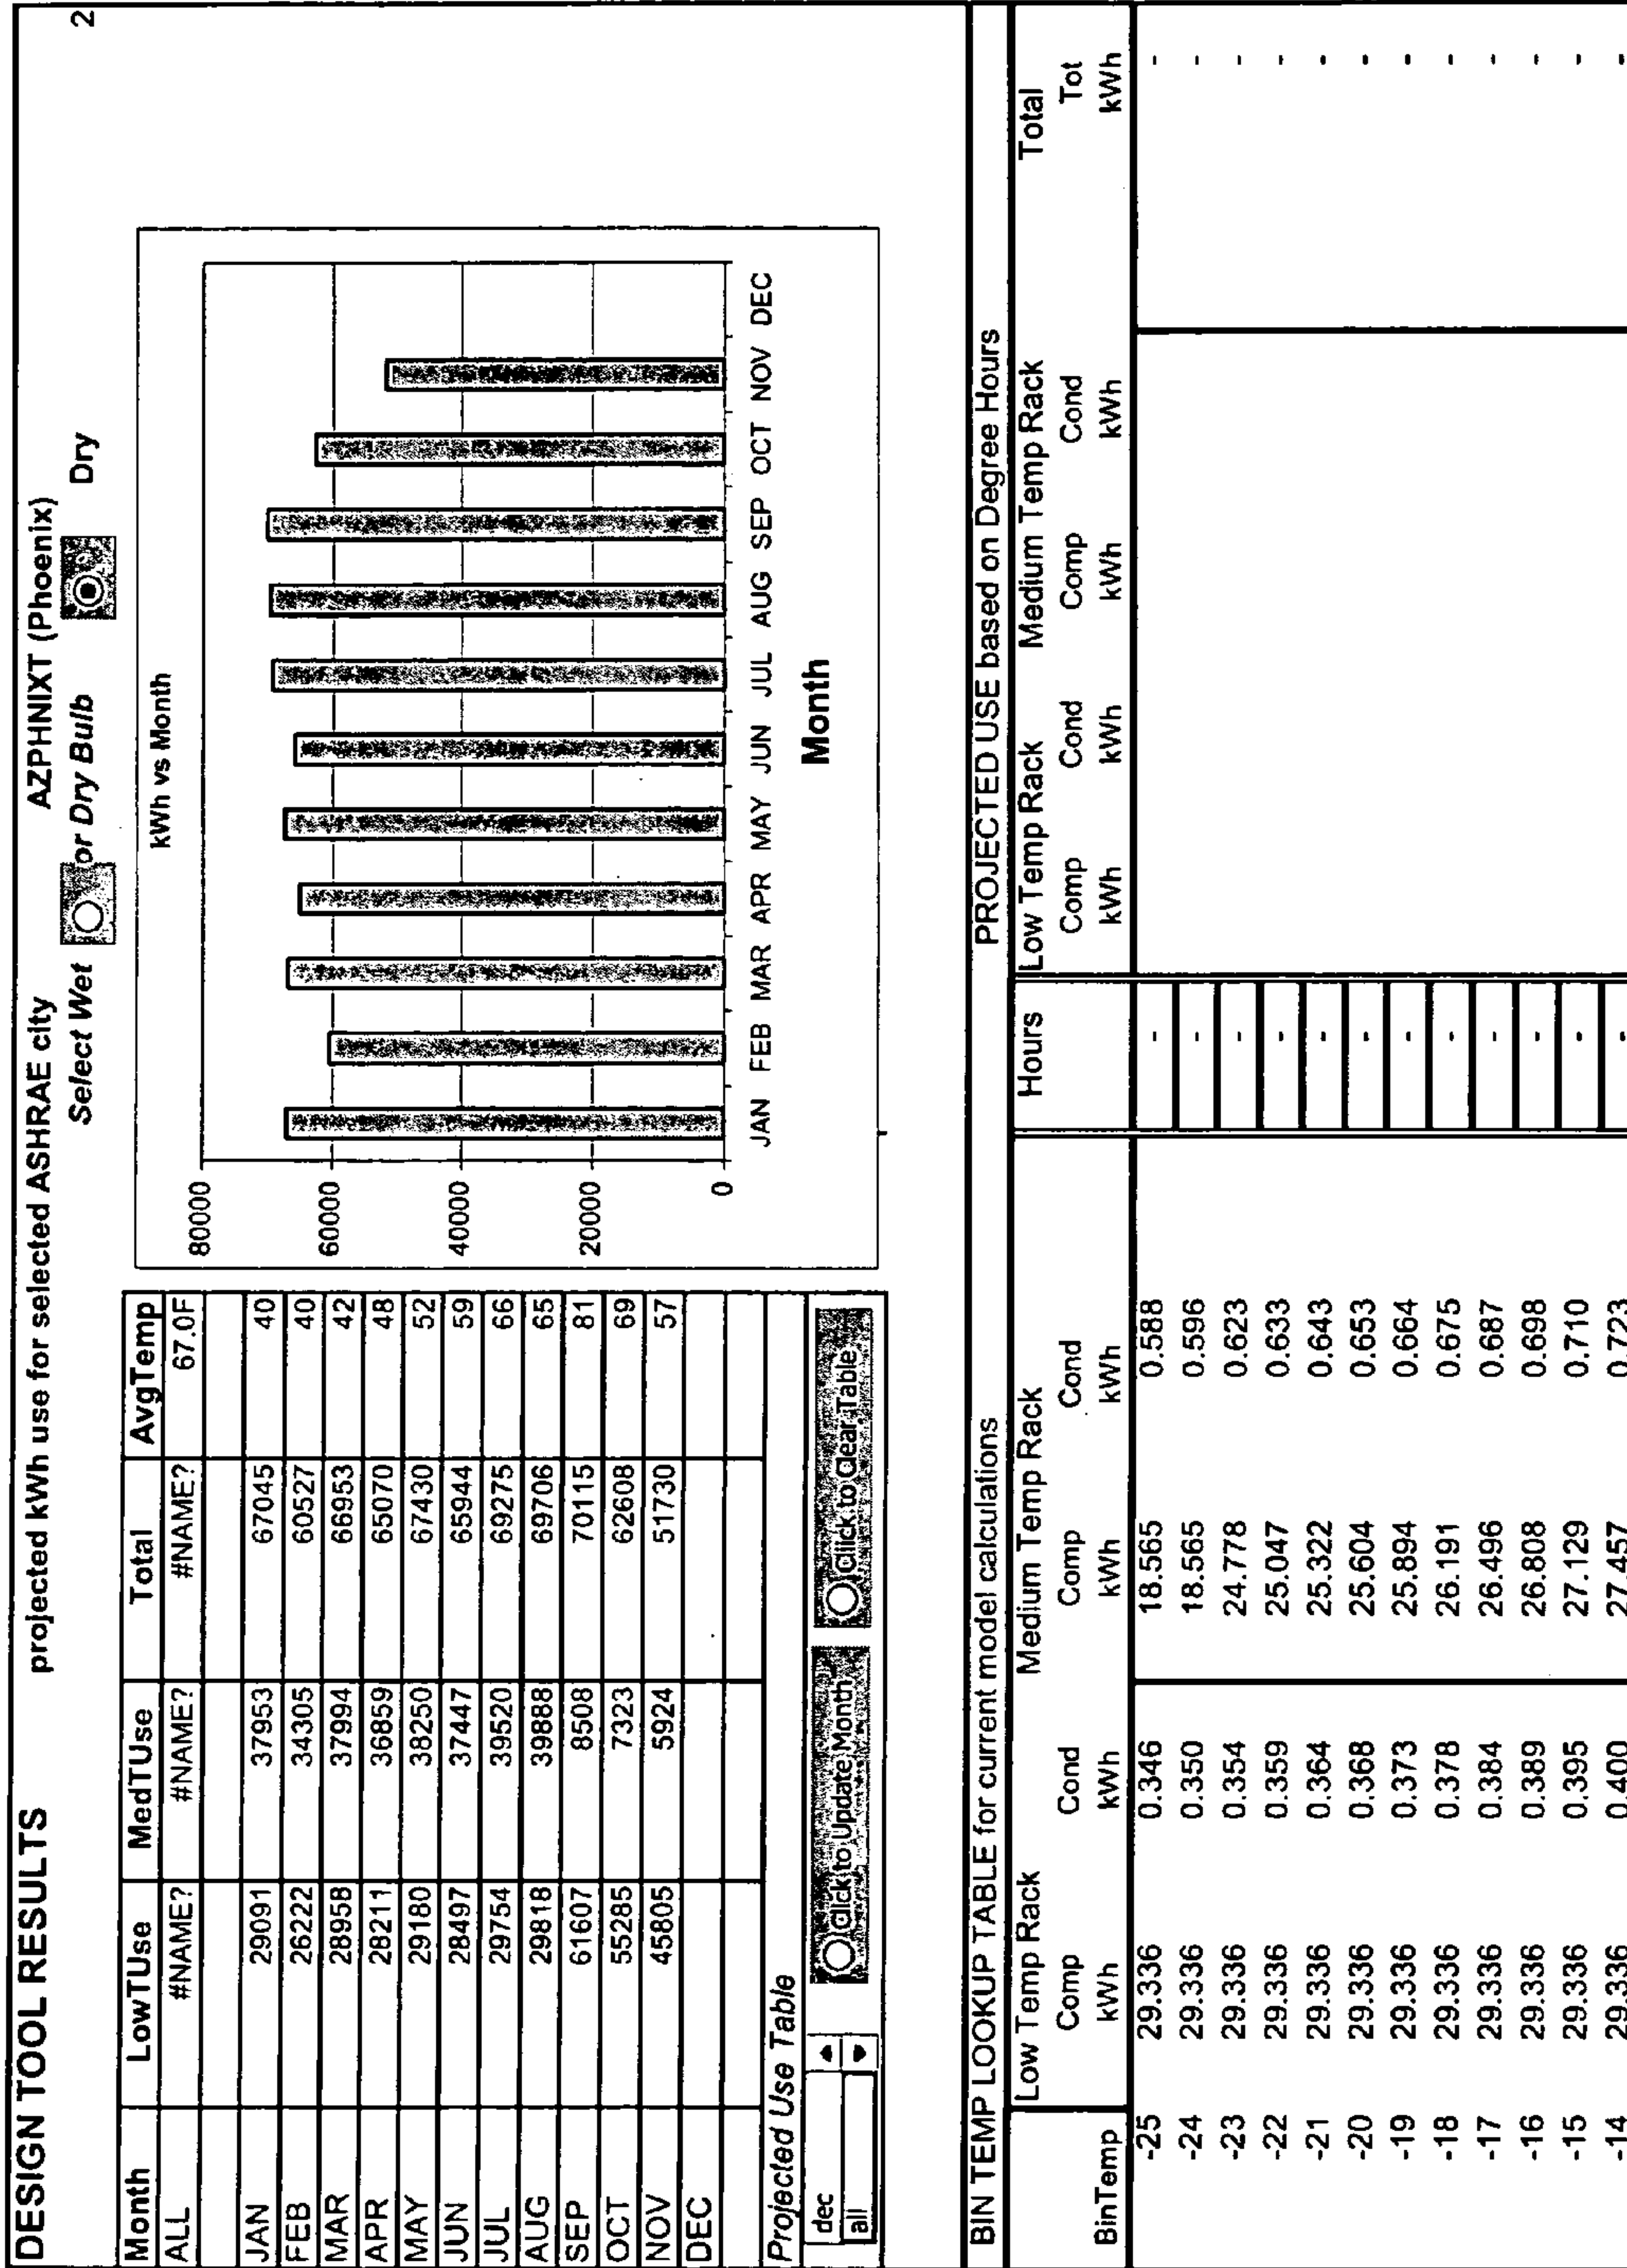 DESIGN TOOL RESULTS projected kWh use for selected ASHRAE city AZPHNIXT (Phoenix) 2
Select Wet or Dry Bulb Dry
Month LowTUse MedTUse Total AvgTemp
ALL #NAME? #NAME? #NAME? 67.0F
JAN 29091 37953 67045 40
FEB 26222 34305 60527 40
MAR 28958 37994 66953 42
APR 28211 36859 65070 48
MAY 29180 38250 67430 52
JUN 28497 37447 65944 59
JUL 29754 39520 69275 66
AUG 29818 39888 69706 65
SEP 61607 8508 70115 81
OCT 55285 7323 62608 69
NOV 45805 5924 51730 57
DEC
Projected Use Table
dec
all
Click to Update Month Click to Clear Table
kWh vs Month
80000
60000
40000
20000
0
JAN FEB MAR APR MAY JUN JUL AUG SEP OCT NOV DEC
Month
BIN TEMP LOOKUP TABLE for current model calculations PROJECTED USE based on Degree Hours
Low Temp Rack Medium Temp Rack Hours Low Temp Rack Medium Temp Rack Total
Comp Cond Comp Cond Comp Cond Comp Cond Tot
BinTemp kWh kWh kWh kWh kWh kWh kWh kWh kWh
-25 29.336 0.346 18.565 0.588 - -
-24 29.336 0.350 18.565 0.596 - -
-23 29.336 0.354 24.778 0.623 - -
-22 29.336 0.359 25.047 0.633 - -
-21 29.336 0.364 25.322 0.643 - -
-20 29.336 0.368 25.604 0.653 - -
-19 29.336 0.373 25.894 0.664 - -
-18 29.336 0.378 26.191 0.675 - -
-17 29.336 0.384 26.496 0.687 - -
-16 29.336 0.389 26.808 0.698 - -
-15 29.336 0.395 27.129 0.710 - -
-14 29.336 0.400 27.457 0.723 - -